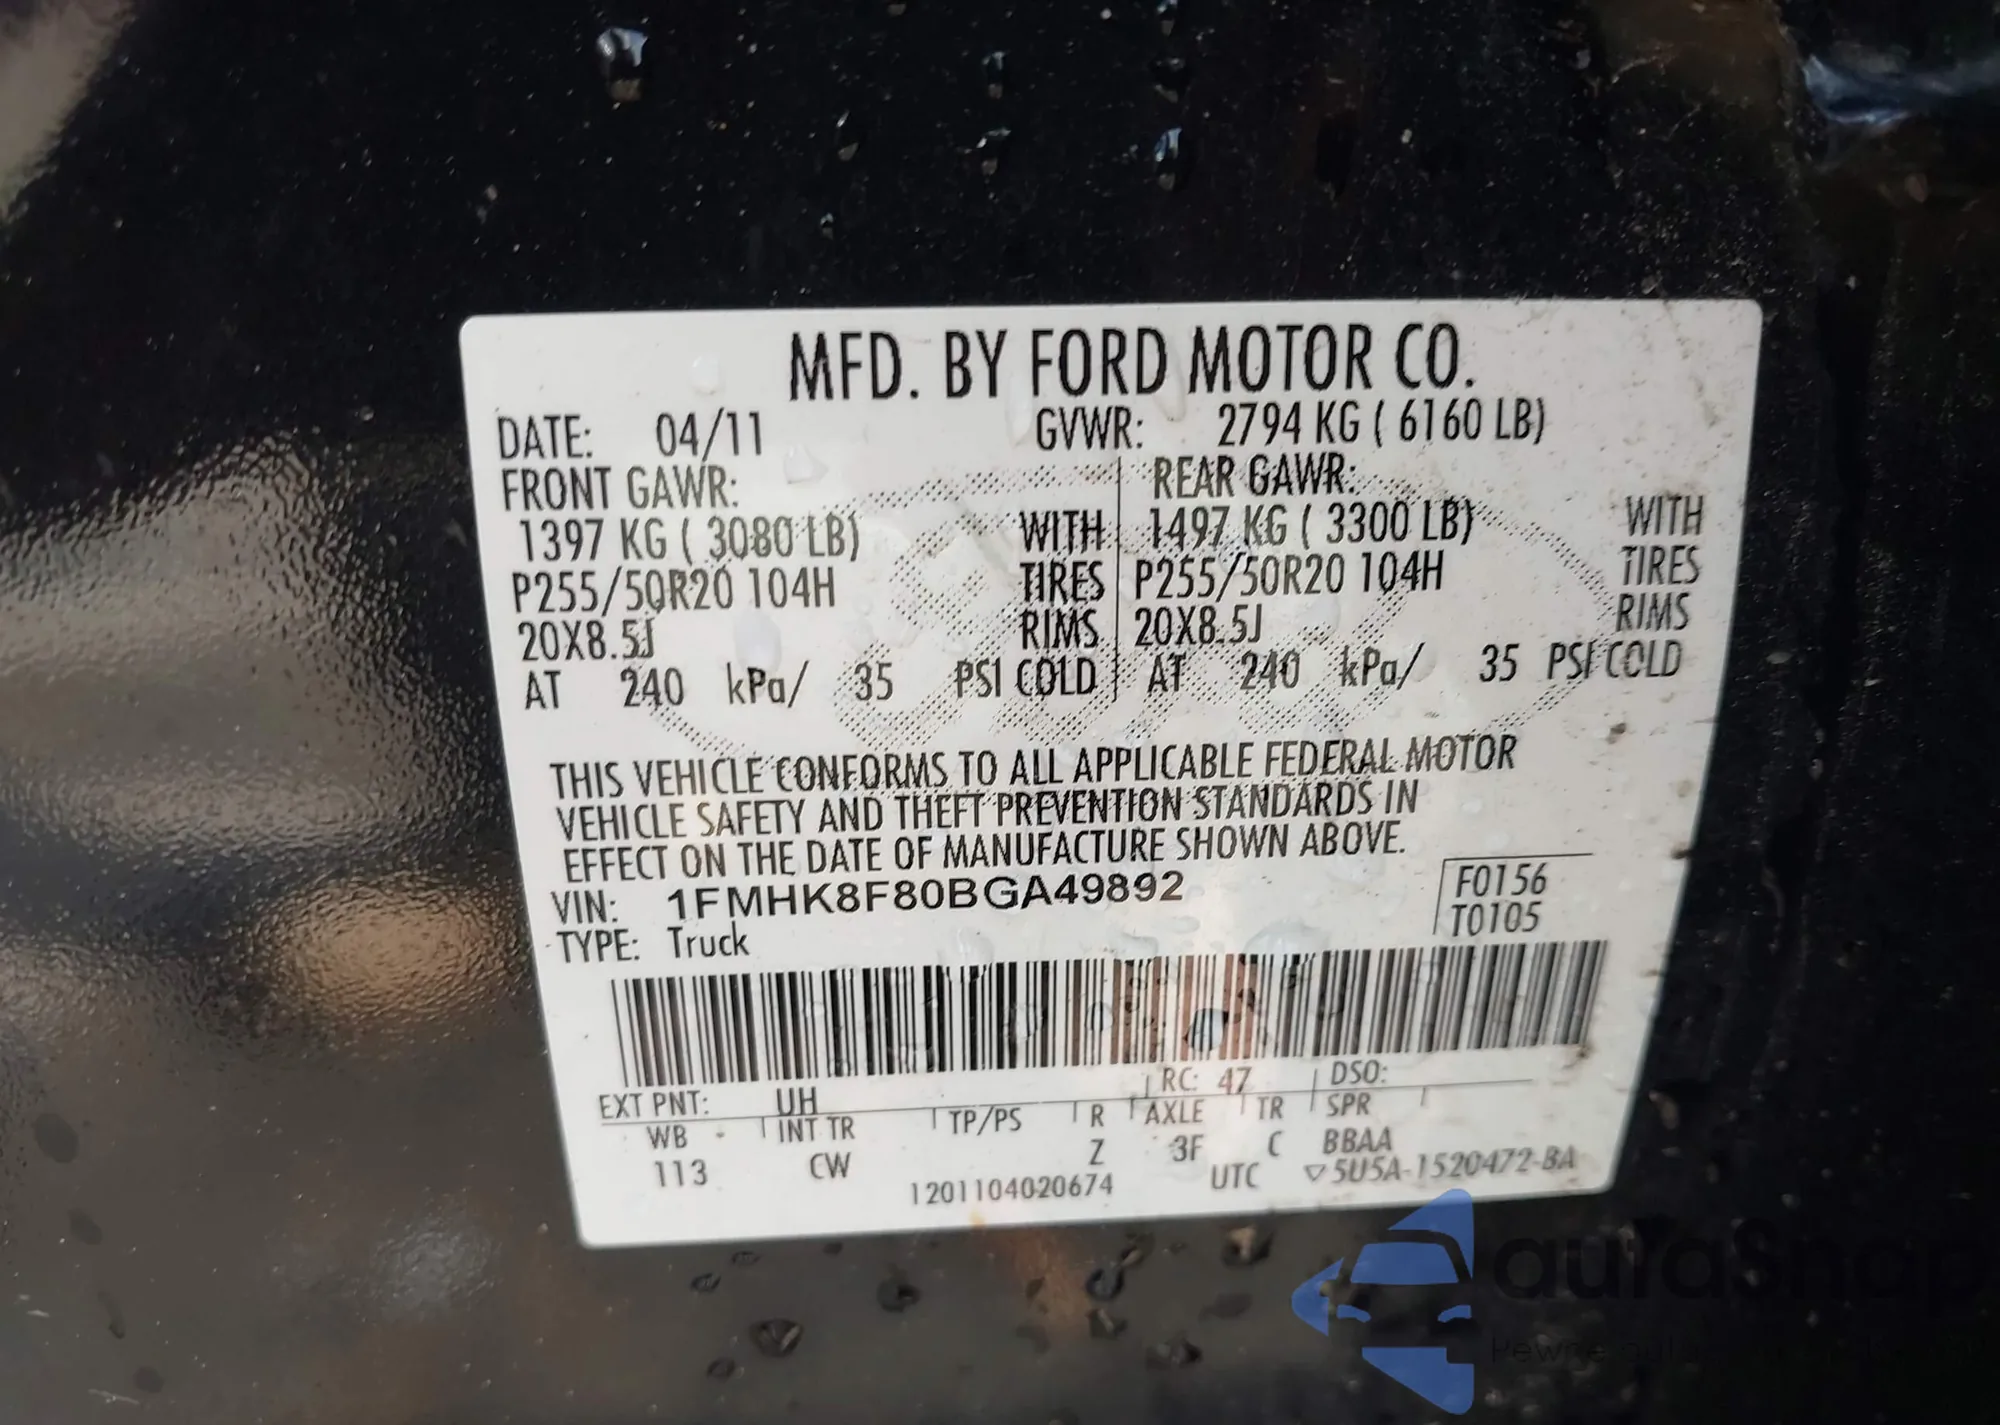 MFD. BY FORD MOTOR CO.
DATE: 04/11 GVWR: 2794 KG ( 6160 LB)
FRONT GAWR: REAR GAWR:
1397 KG ( 3080 LB) WITH 1497 KG ( 3300 LB) WITH
P255/50R20 104H TIRES P255/50R20 104H TIRES
20X8.5J RIMS 20X8.5J RIMS
AT 240 kPa/ 35 PSI COLD AT 240 kPa/ 35 PSI COLD
THIS VEHICLE CONFORMS TO ALL APPLICABLE FEDERAL MOTOR
VEHICLE SAFETY AND THEFT PREVENTION STANDARDS IN
EFFECT ON THE DATE OF MANUFACTURE SHOWN ABOVE.
VIN: 1FMHK8F80BGA49892
F0156
TYPE: Truck
T0105
EXT PNT: UH RC: 47 DSO:
WB - INT TR TP/PS R AXLE TR SPR
113 CW Z 3F C BBAA
1201104020674 UTC ▽5U5A-1520472-BA
autaShop